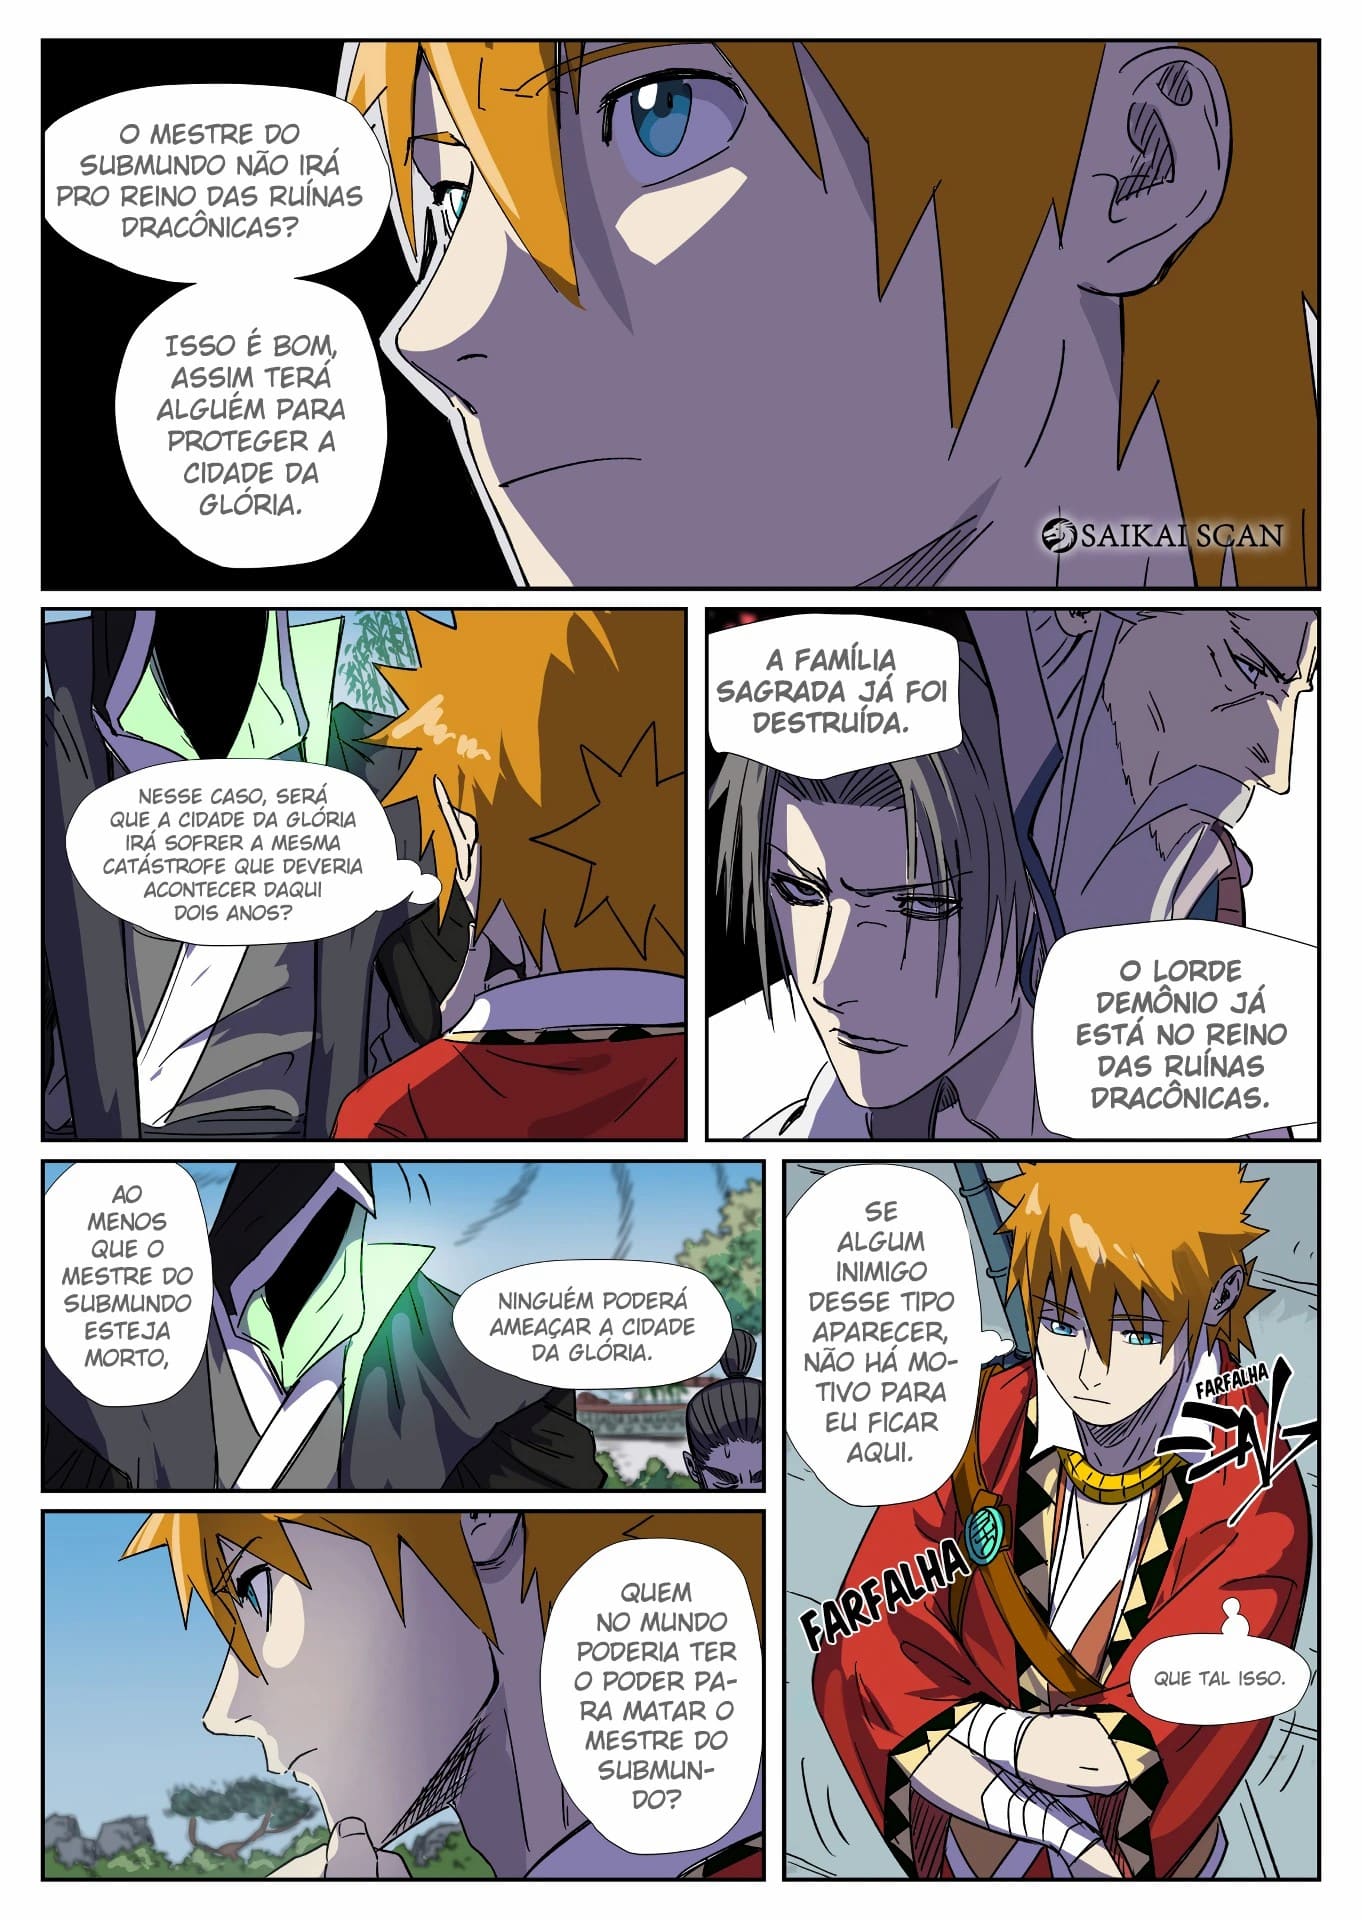 O MESTRE DO
SUBMUNDO NÃO IRÁ
PRO REINO DAS RUÍNAS
DRACÔNICAS?
ISSO É BOM,
ASSIM TERÁ
ALGUÉM PARA
PROTEGER A
CIDADE DA
GLÓRIA.
SAIKAI SCAN
NESSE CASO, SERÁ
QUE A CIDADE DA GLÓRIA
IRÁ SOFRER A MESMA
CATÁSTROFE QUE DEVERIA
ACONTECER DAQUI
DOIS ANOS?
A FAMÍLIA
SAGRADA JÁ FOI
DESTRUÍDA.
O LORDE
DEMÔNIO JÁ
ESTÁ NO REINO
DAS RUÍNAS
DRACÔNICAS.
AO
MENOS
QUE O
MESTRE DO
SUBMUNDO
ESTEJA
MORTO,
NINGUÉM PODERÁ
AMEAÇAR A CIDADE
DA GLÓRIA.
QUEM
NO MUNDO
PODERIA TER
O PODER PA-
RA MATAR O
MESTRE DO
SUBMUN-
DO?
SE
ALGUM
INIMIGO
DESSE TIPO
APARECER,
NÃO HÁ MO-
TIVO PARA
EU FICAR
AQUI.
FARFALHA
FARFALHA
QUE TAL ISSO.